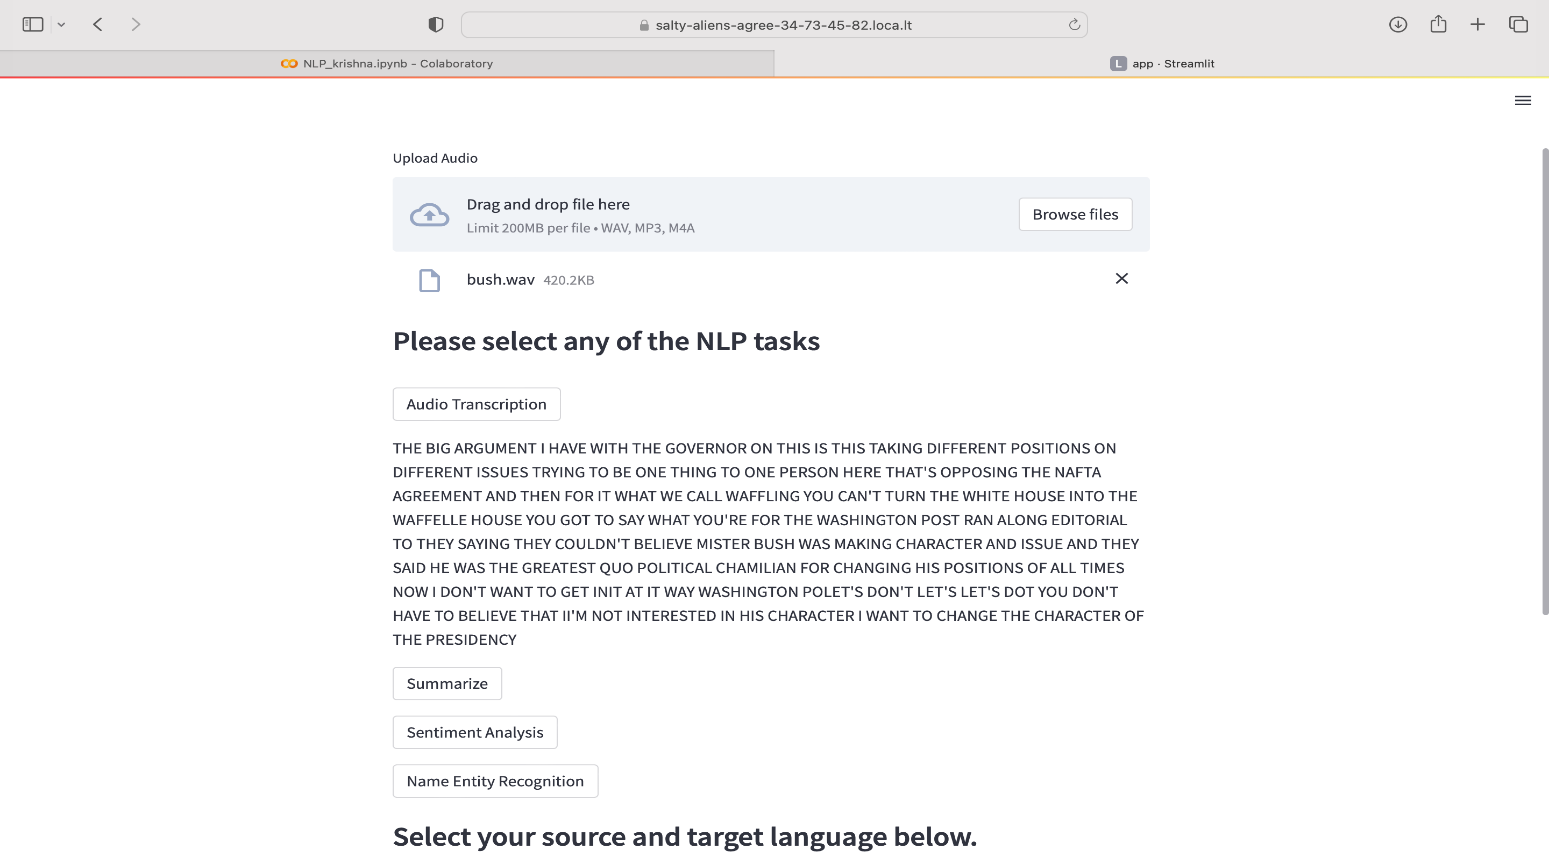 salty-aliens-agree-34-73-45-82.loca.lt
NLP_krishna.ipynb - Colaboratory
L app · Streamlit
Upload Audio
Drag and drop file here
Limit 200MB per file • WAV, MP3, M4A
Browse files
bush.wav 420.2KB
Please select any of the NLP tasks
Audio Transcription
THE BIG ARGUMENT I HAVE WITH THE GOVERNOR ON THIS IS THIS TAKING DIFFERENT POSITIONS ON
DIFFERENT ISSUES TRYING TO BE ONE THING TO ONE PERSON HERE THAT'S OPPOSING THE NAFTA
AGREEMENT AND THEN FOR IT WHAT WE CALL WAFFLING YOU CAN'T TURN THE WHITE HOUSE INTO THE
WAFFELLE HOUSE YOU GOT TO SAY WHAT YOU'RE FOR THE WASHINGTON POST RAN ALONG EDITORIAL
TO THEY SAYING THEY COULDN'T BELIEVE MISTER BUSH WAS MAKING CHARACTER AND ISSUE AND THEY
SAID HE WAS THE GREATEST QUO POLITICAL CHAMILIAN FOR CHANGING HIS POSITIONS OF ALL TIMES
NOW I DON'T WANT TO GET INIT AT IT WAY WASHINGTON POLET'S DON'T LET'S LET'S DOT YOU DON'T
HAVE TO BELIEVE THAT II'M NOT INTERESTED IN HIS CHARACTER I WANT TO CHANGE THE CHARACTER OF
THE PRESIDENCY
Summarize
Sentiment Analysis
Name Entity Recognition
Select your source and target language below.